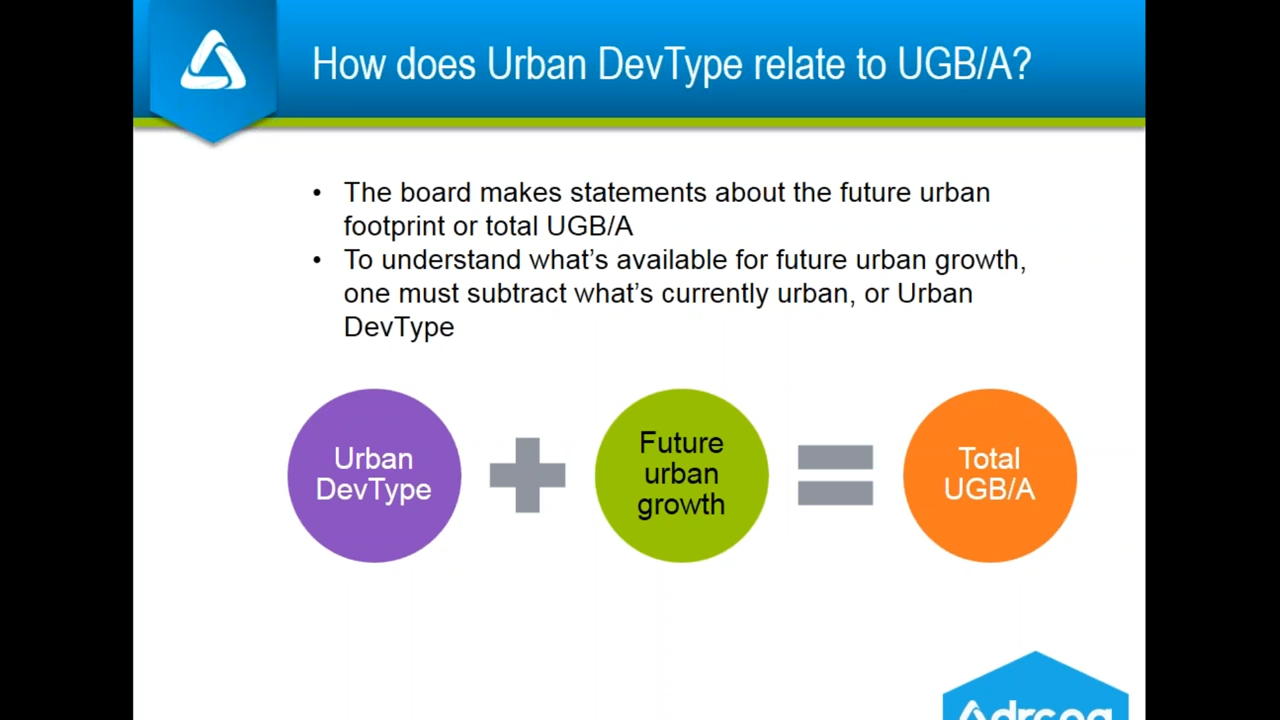 How does Urban DevType relate to UGB/A?
• The board makes statements about the future urban
footprint or total UGB/A
• To understand what's available for future urban growth,
one must subtract what's currently urban, or Urban
DevType
Urban
DevType
Future
urban
growth
Total
UGB/A
drcog